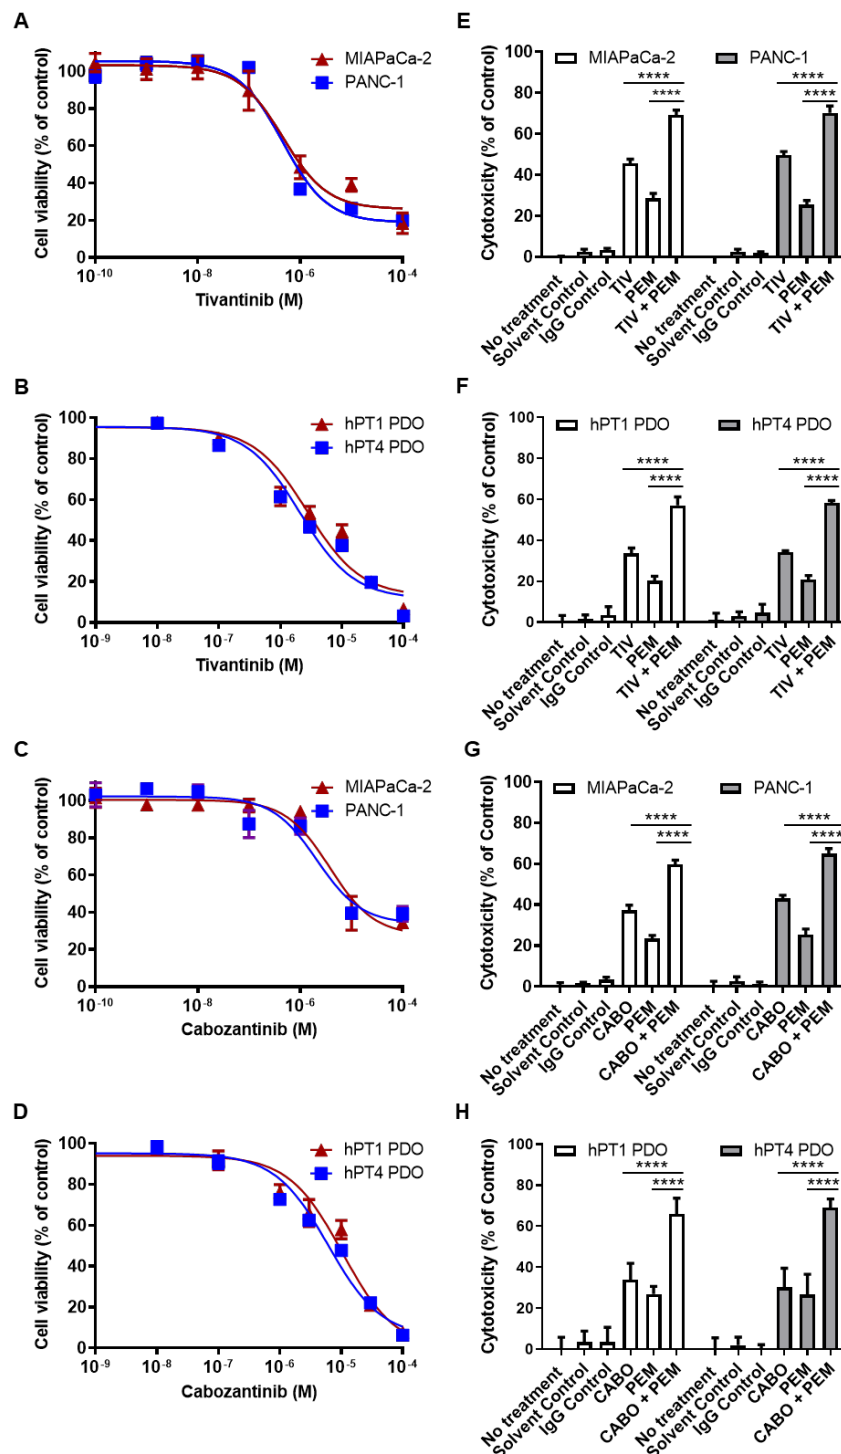 A
Cell viability (% of control)
100
80
60
40
20
0
MIAPaCa-2
PANC-1
10-10
10-8
10-6
10-4
Tivantinib (M)
E
Cytotoxicity (% of Control)
100
80
60
40
20
0
MIAPaCa-2
PANC-1
****
****
****
****
No treatment
Solvent Control
IgG Control
TIV
PEM
TIV + PEM
No treatment
Solvent Control
IgG Control
TIV
PEM
TIV + PEM
B
Cell viability (% of control)
100
80
60
40
20
0
hPT1 PDO
hPT4 PDO
10-9
10-8
10-7
10-6
10-5
10-4
Tivantinib (M)
F
Cytotoxicity (% of Control)
100
80
60
40
20
0
hPT1 PDO
hPT4 PDO
****
****
****
****
No treatment
Solvent Control
IgG Control
TIV
PEM
TIV + PEM
No treatment
Solvent Control
IgG Control
TIV
PEM
TIV + PEM
C
Cell viability (% of control)
100
80
60
40
20
0
MIAPaCa-2
PANC-1
10-10
10-8
10-6
10-4
Cabozantinib (M)
G
Cytotoxicity (% of Control)
100
80
60
40
20
0
MIAPaCa-2
PANC-1
****
****
****
****
No treatment
Solvent Control
IgG Control
CABO
PEM
CABO + PEM
No treatment
Solvent Control
IgG Control
CABO
PEM
CABO + PEM
D
Cell viability (% of control)
100
80
60
40
20
0
hPT1 PDO
hPT4 PDO
10-9
10-8
10-7
10-6
10-5
10-4
Cabozantinib (M)
H
Cytotoxicity (% of Control)
100
80
60
40
20
0
hPT1 PDO
hPT4 PDO
****
****
****
****
No treatment
Solvent Control
IgG Control
CABO
PEM
CABO + PEM
No treatment
Solvent Control
IgG Control
CABO
PEM
CABO + PEM